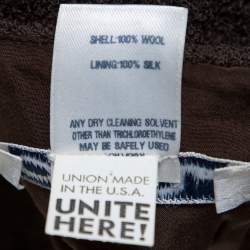 SHELL:100% WOOL
LINING:100% SILK
ANY DRY CLEANING SOLVENT
OTHER THAN TRICHLOROETHYLENE
MAY BE SAFELY USED
UNION MADE
IN THE U.S.A.
UNITE
HERE!